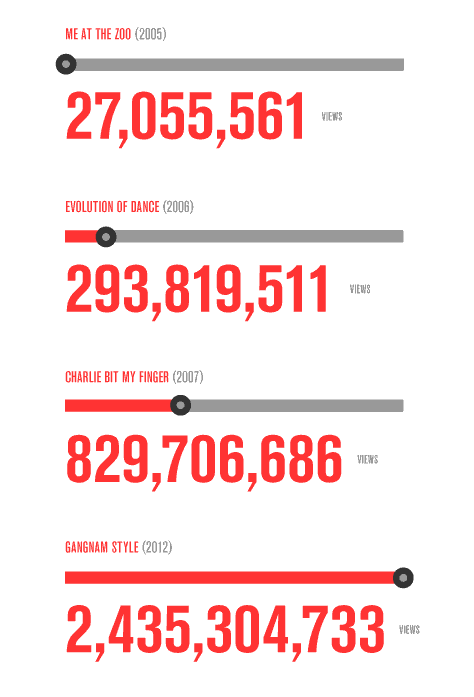 ME AT THE ZOO (2005)
27,055,561 VIEWS
EVOLUTION OF DANCE (2006)
293,819,511 VIEWS
CHARLIE BIT MY FINGER (2007)
829,706,686 VIEWS
GANGNAM STYLE (2012)
2,435,304,733 VIEWS